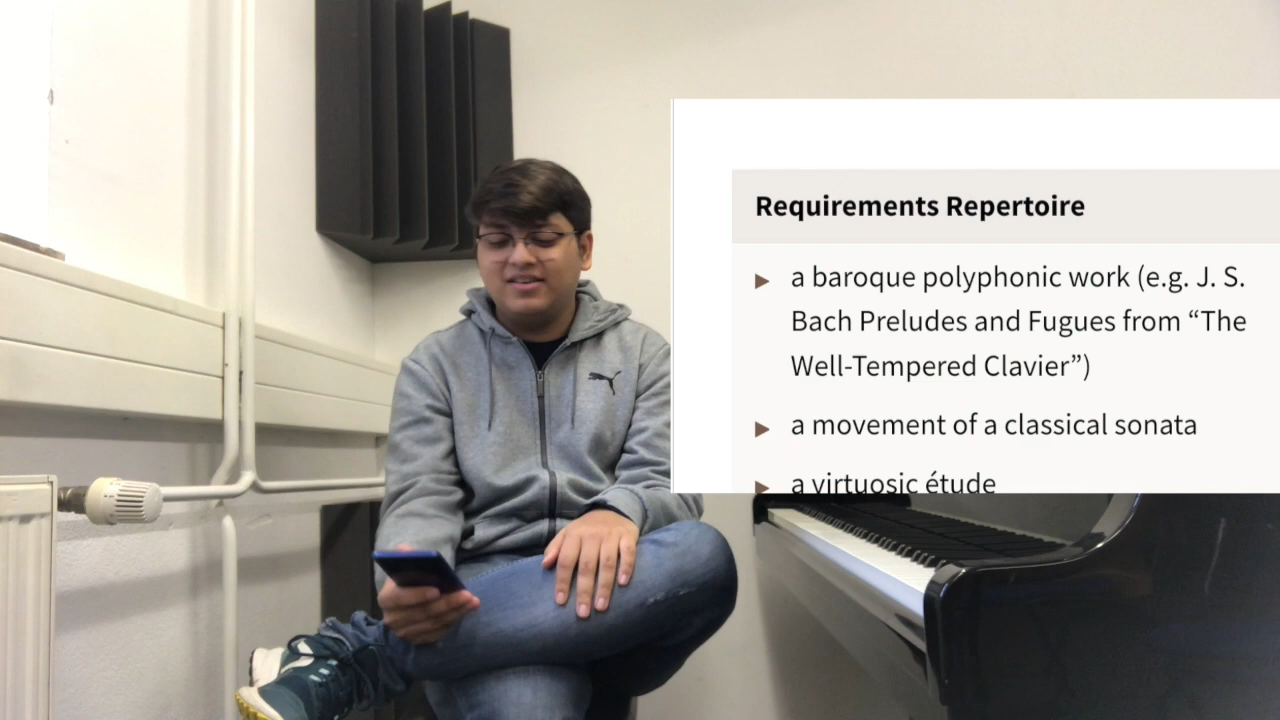 Requirements Repertoire
a baroque polyphonic work (e.g. J. S.
Bach Preludes and Fugues from “The
Well-Tempered Clavier”)
a movement of a classical sonata
a virtuosic étude